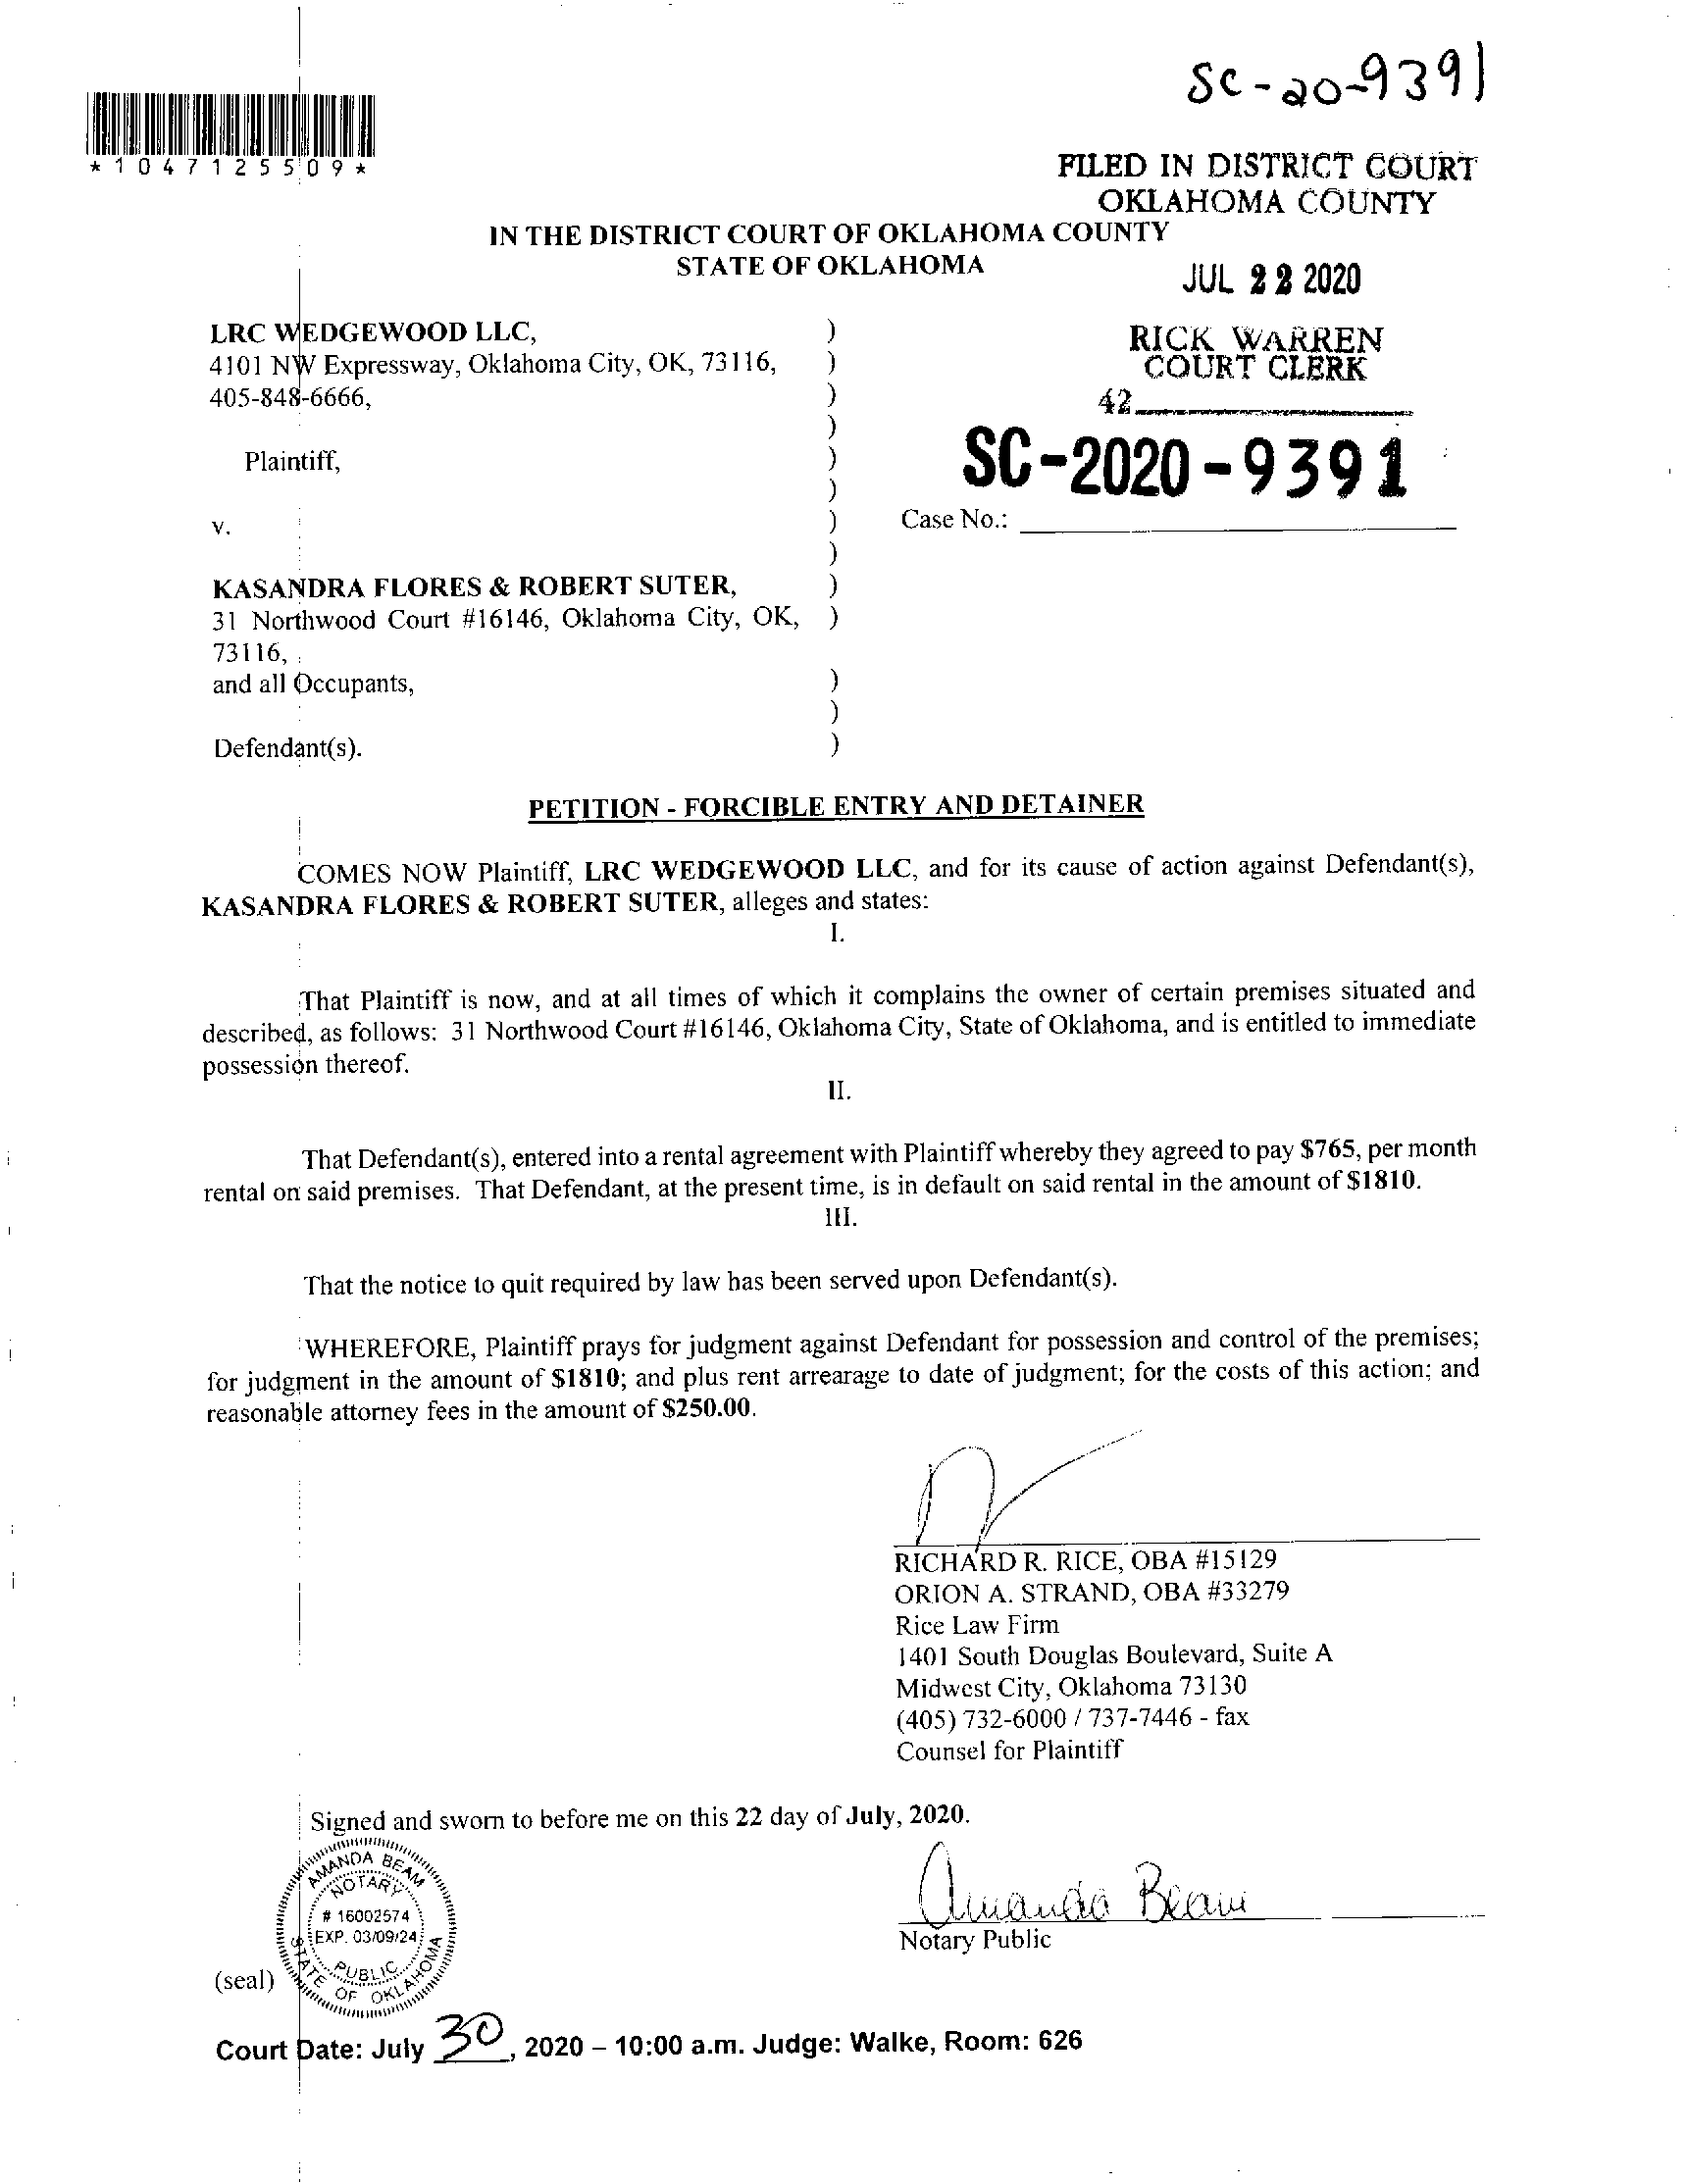 SC-20-9391
*1047125509*
FILED IN DISTRICT COURT
OKLAHOMA COUNTY
IN THE DISTRICT COURT OF OKLAHOMA COUNTY
STATE OF OKLAHOMA
JUL 22 2020
LRC WEDGEWOOD LLC, )
4101 NW Expressway, Oklahoma City, OK, 73116, )
405-848-6666, )
)
Plaintiff, )
)
v. )
)
KASANDRA FLORES & ROBERT SUTER, )
31 Northwood Court #16146, Oklahoma City, OK, )
73116,
and all Occupants, )
)
Defendant(s). )
RICK WARREN
COURT CLERK
42
SC-2020-9391
Case No.:
PETITION - FORCIBLE ENTRY AND DETAINER
COMES NOW Plaintiff, LRC WEDGEWOOD LLC, and for its cause of action against Defendant(s),
KASANDRA FLORES & ROBERT SUTER, alleges and states:
I.
That Plaintiff is now, and at all times of which it complains the owner of certain premises situated and
described, as follows: 31 Northwood Court #16146, Oklahoma City, State of Oklahoma, and is entitled to immediate
possession thereof.
II.
That Defendant(s), entered into a rental agreement with Plaintiff whereby they agreed to pay $765, per month
rental on said premises. That Defendant, at the present time, is in default on said rental in the amount of $1810.
III.
That the notice to quit required by law has been served upon Defendant(s).
WHEREFORE, Plaintiff prays for judgment against Defendant for possession and control of the premises;
for judgment in the amount of $1810; and plus rent arrearage to date of judgment; for the costs of this action; and
reasonable attorney fees in the amount of $250.00.
RICHARD R. RICE, OBA #15129
ORION A. STRAND, OBA #33279
Rice Law Firm
1401 South Douglas Boulevard, Suite A
Midwest City, Oklahoma 73130
(405) 732-6000 / 737-7446 - fax
Counsel for Plaintiff
Signed and sworn to before me on this 22 day of July, 2020.
AMANDA BEAM
NOTARY
# 16002574
EXP. 03/09/24
PUBLIC
STATE OF OKLAHOMA
Amanda Beam
Notary Public
(seal)
Court Date: July 30, 2020 – 10:00 a.m. Judge: Walke, Room: 626